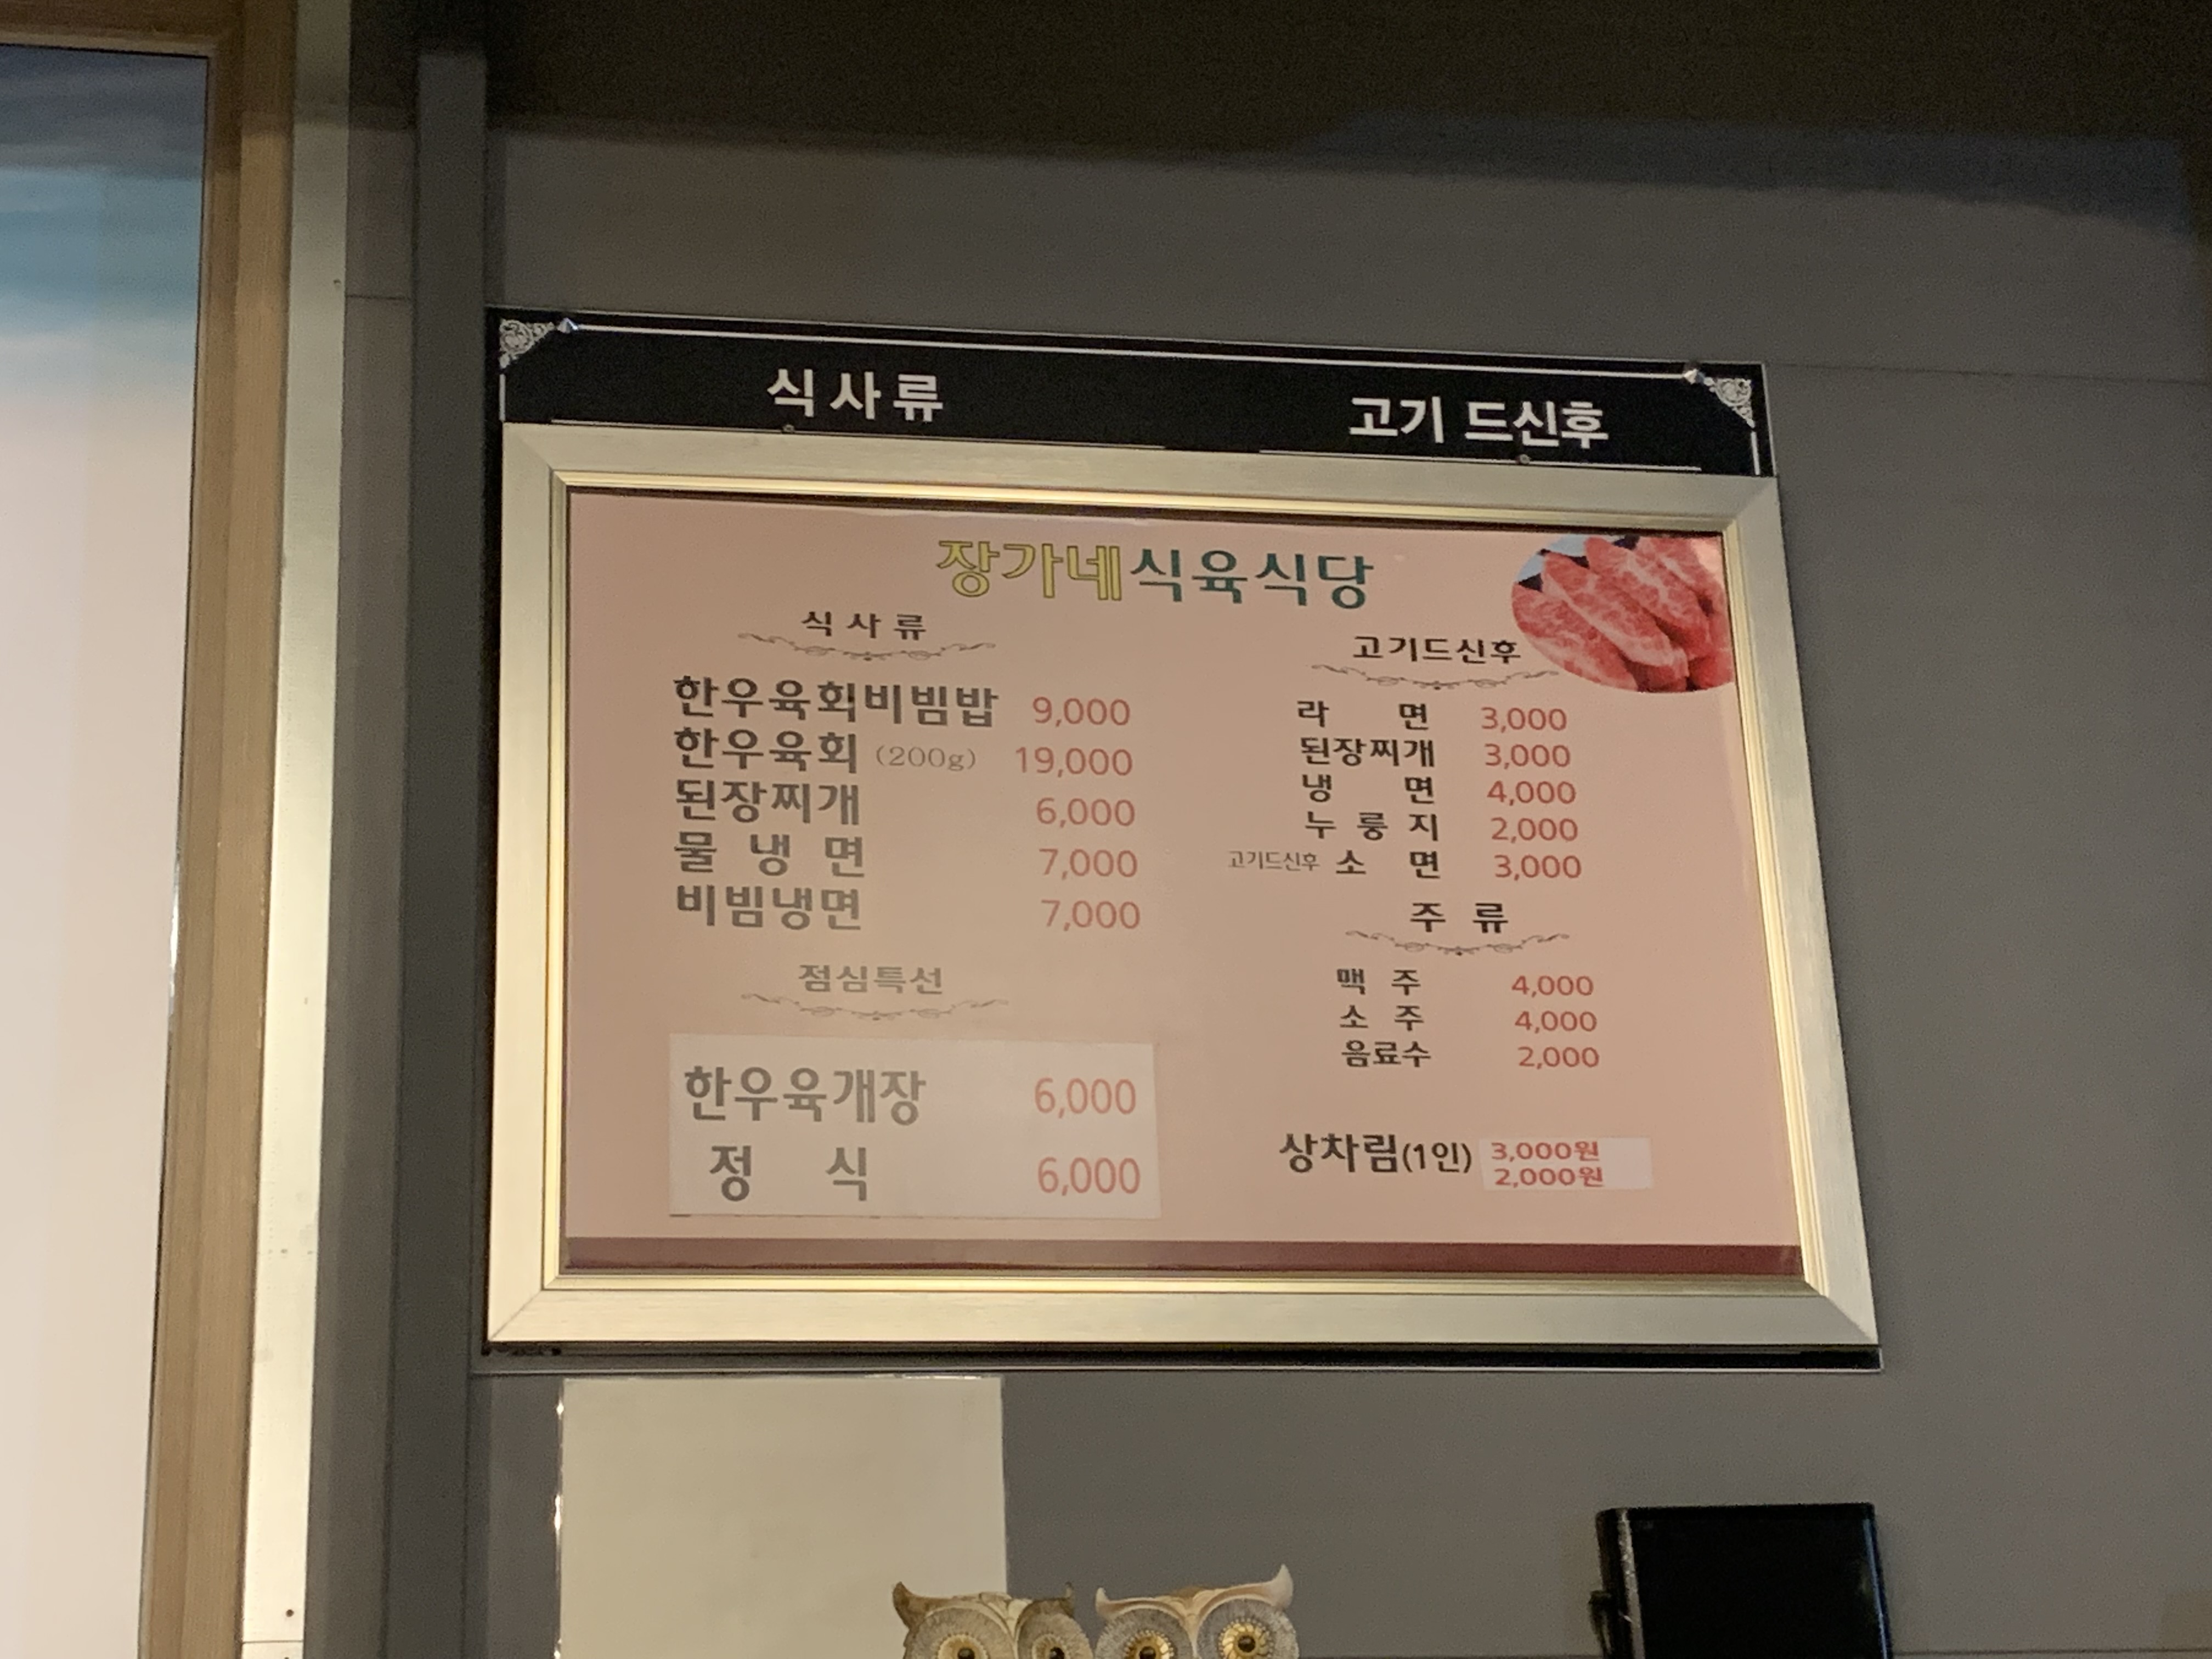 식사류
고기 드신후
장가네식육식당
식사류
한우육회비빔밥 9,000
한우육회 (200g) 19,000
된장찌개 6,000
물냉면 7,000
비빔냉면 7,000
점심특선
한우육개장 6,000
정식 6,000
고기드신후
라면 3,000
된장찌개 3,000
냉면 4,000
누룽지 2,000
고기드신후 소면 3,000
주류
맥주 4,000
소주 4,000
음료수 2,000
상차림(1인) 3,000원
2,000원